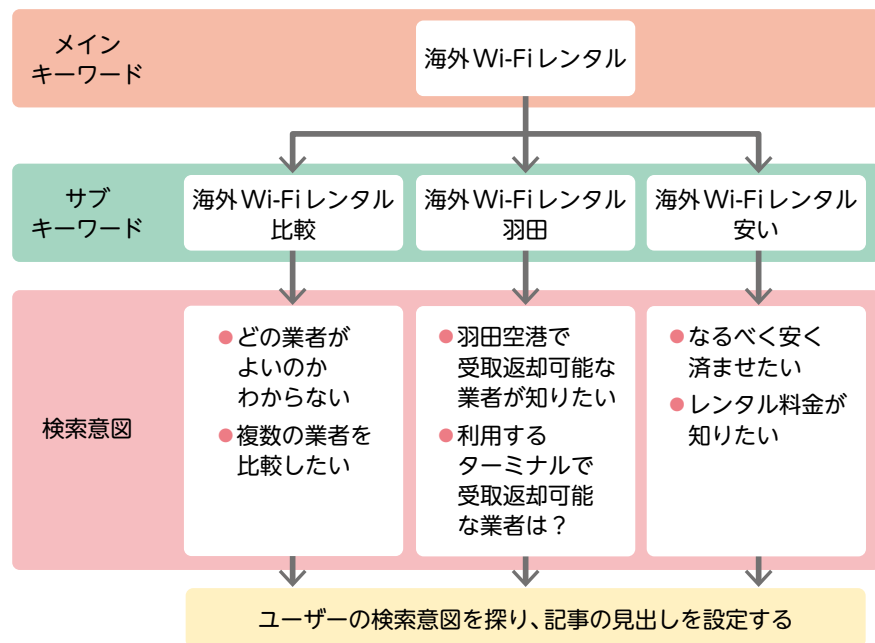 メイン
キーワード
海外Wi-Fiレンタル
サブ
キーワード
海外Wi-Fiレンタル
比較
海外Wi-Fiレンタル
羽田
海外Wi-Fiレンタル
安い
検索意図
●どの業者が
よいのか
わからない
●複数の業者を
比較したい
●羽田空港で
受取返却可能な
業者が知りたい
●利用する
ターミナルで
受取返却可能
な業者は？
●なるべく安く
済ませたい
●レンタル料金が
知りたい
ユーザーの検索意図を探り、記事の見出しを設定する